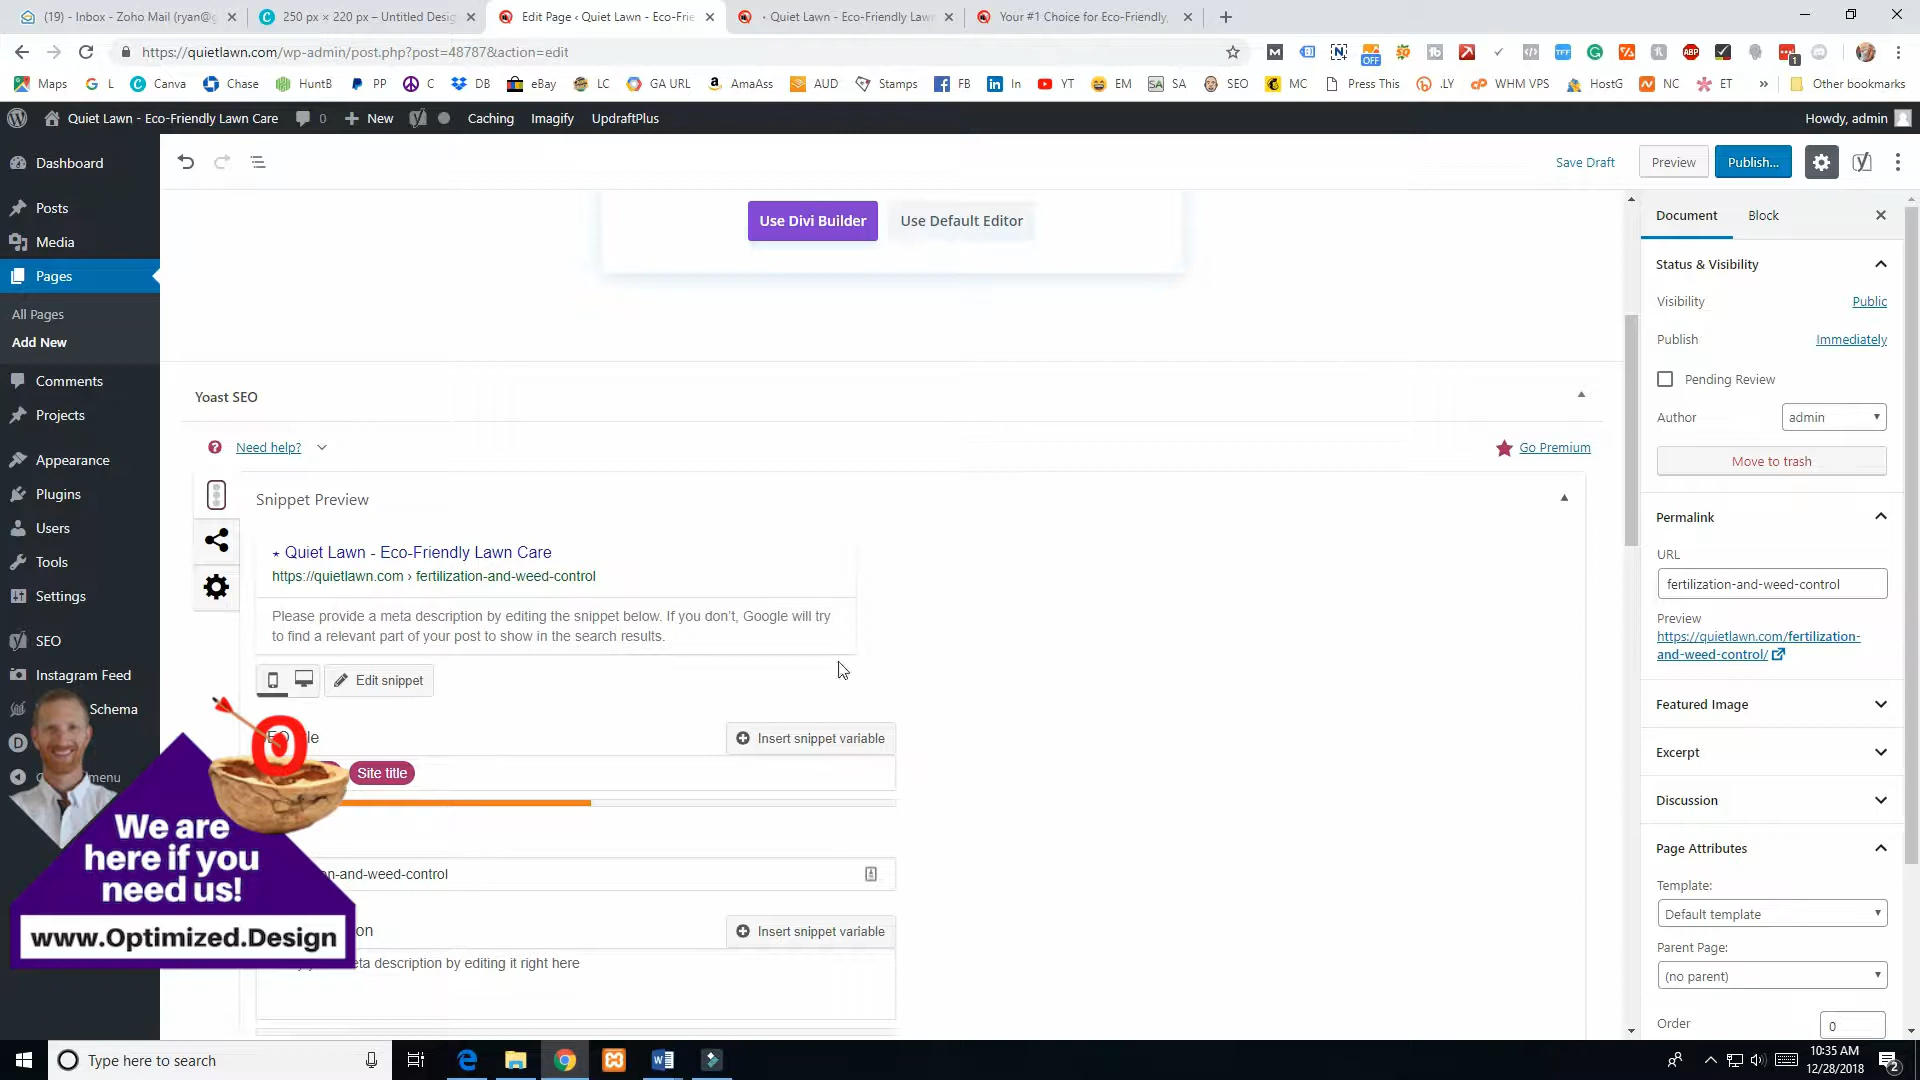 (19) - Inbox - Zoho Mail (ryan@g
250 px × 220 px – Untitled Desig
Edit Page ‹ Quiet Lawn - Eco-Frie
- Quiet Lawn - Eco-Friendly Lawn
Your #1 Choice for Eco-Friendly,
https://quietlawn.com/wp-admin/post.php?post=48787&action=edit
OFF
TFF
ABP
1
Maps
L
Canva
Chase
HuntB
PP
C
DB
eBay
LC
GA URL
AmaAss
AUD
Stamps
FB
In
YT
EM
SA
SEO
MC
Press This
.LY
WHM VPS
HostG
NC
ET
»
Other bookmarks
Quiet Lawn - Eco-Friendly Lawn Care
0
New
Caching
Imagify
UpdraftPlus
Howdy, admin
Dashboard
Posts
Media
Pages
All Pages
Add New
Comments
Projects
Appearance
Plugins
Users
Tools
Settings
SEO
Instagram Feed
Schema
menu
Save Draft
Preview
Publish...
Use Divi Builder
Use Default Editor
Yoast SEO
Need help?
Go Premium
Snippet Preview
Quiet Lawn - Eco-Friendly Lawn Care
https://quietlawn.com › fertilization-and-weed-control
Please provide a meta description by editing the snippet below. If you don't, Google will try
to find a relevant part of your post to show in the search results.
Edit snippet
Insert snippet variable
Site title
n-and-weed-control
on
Insert snippet variable
eta description by editing it right here
We are
here if you
need us!
www.Optimized.Design
Document
Block
Status & Visibility
Visibility
Public
Publish
Immediately
Pending Review
Author
admin
Move to trash
Permalink
URL
fertilization-and-weed-control
Preview
https://quietlawn.com/fertilization-
and-weed-control/
Featured Image
Excerpt
Discussion
Page Attributes
Template:
Default template
Parent Page:
(no parent)
Order
0
Type here to search
10:35 AM
12/28/2018
2